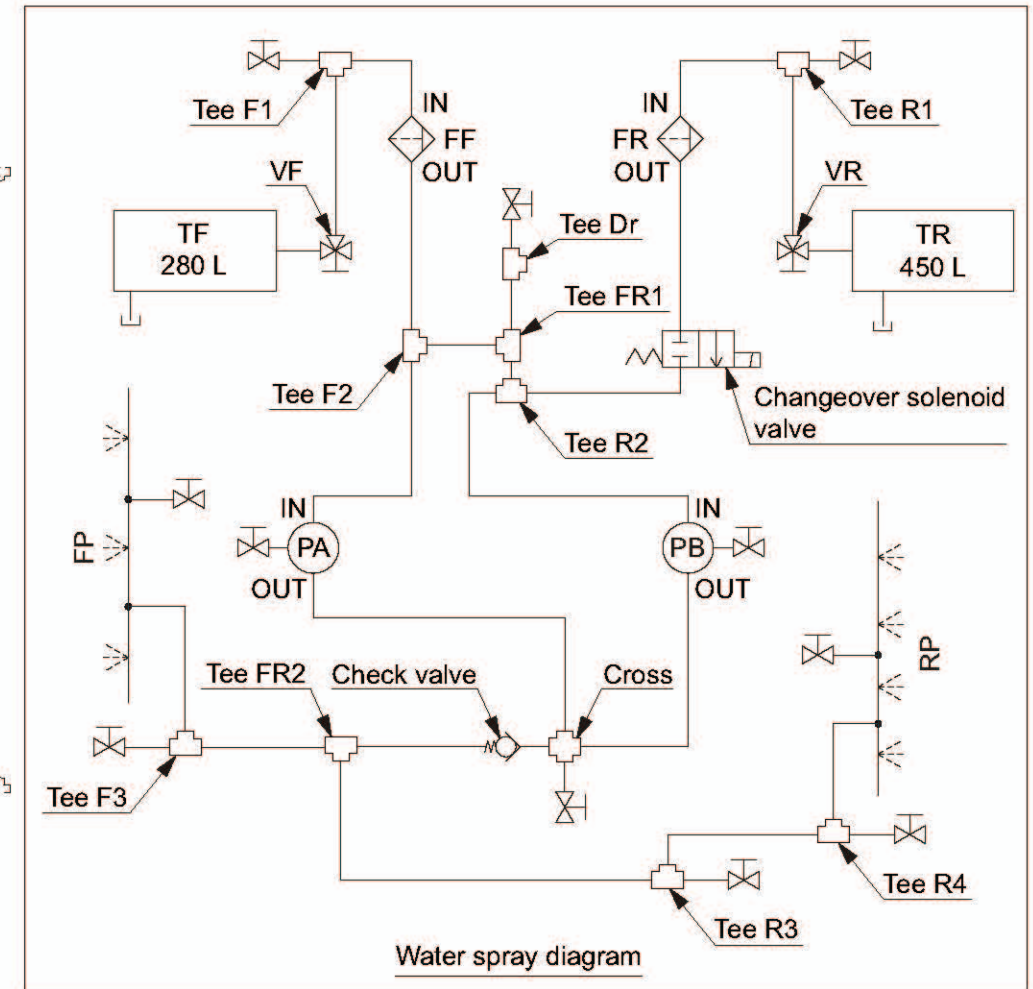 Tee F1
IN
FF
OUT
IN
FR
OUT
Tee R1
VF
VR
TF
280 L
Tee Dr
TR
450 L
Tee FR1
Tee F2
Tee R2
Changeover solenoid
valve
FP
IN
PA
OUT
IN
PB
OUT
RP
Tee FR2
Check valve
Cross
Tee F3
Tee R4
Tee R3
Water spray diagram